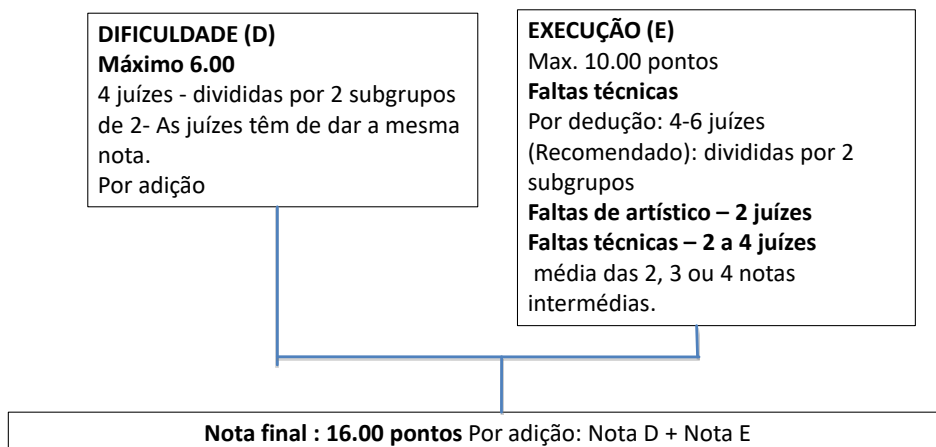 DIFICULDADE (D)
Máximo 6.00
4 juízes - divididas por 2 subgrupos
de 2- As juízes têm de dar a mesma
nota.
Por adição
EXECUÇÃO (E)
Max. 10.00 pontos
Faltas técnicas
Por dedução: 4-6 juízes
(Recomendado): divididas por 2
subgrupos
Faltas de artístico – 2 juízes
Faltas técnicas – 2 a 4 juízes
média das 2, 3 ou 4 notas
intermédias.
Nota final : 16.00 pontos Por adição: Nota D + Nota E